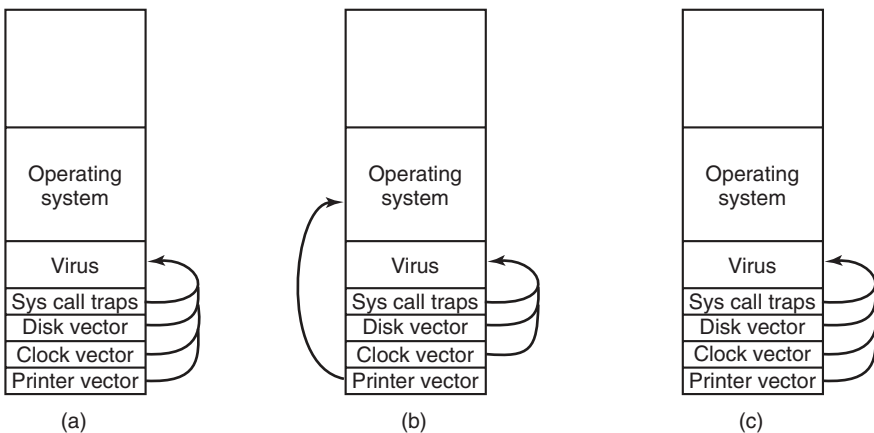 Operating
system
Virus
Sys call traps
Disk vector
Clock vector
Printer vector
(a)
Operating
system
Virus
Sys call traps
Disk vector
Clock vector
Printer vector
(b)
Operating
system
Virus
Sys call traps
Disk vector
Clock vector
Printer vector
(c)